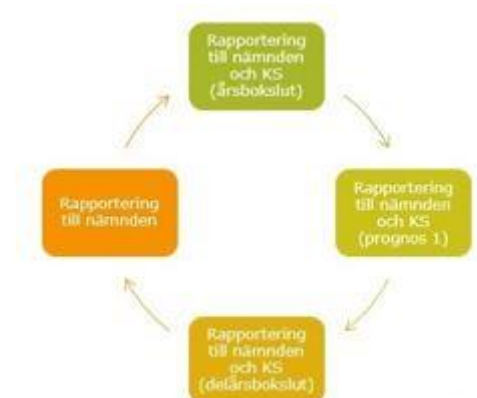 Rapportering
till nämnden
och KS
(årsbokslut)
Rapportering
till nämnden
och KS
(prognos 1)
Rapportering
till nämnden
och KS
(delårsbokslut)
Rapportering
till nämnden